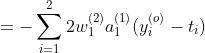 = -\sum_{i=1}^{2} 2w_1^{(2)} a_1^{(1)} (y_i^{(o)} - t_i)